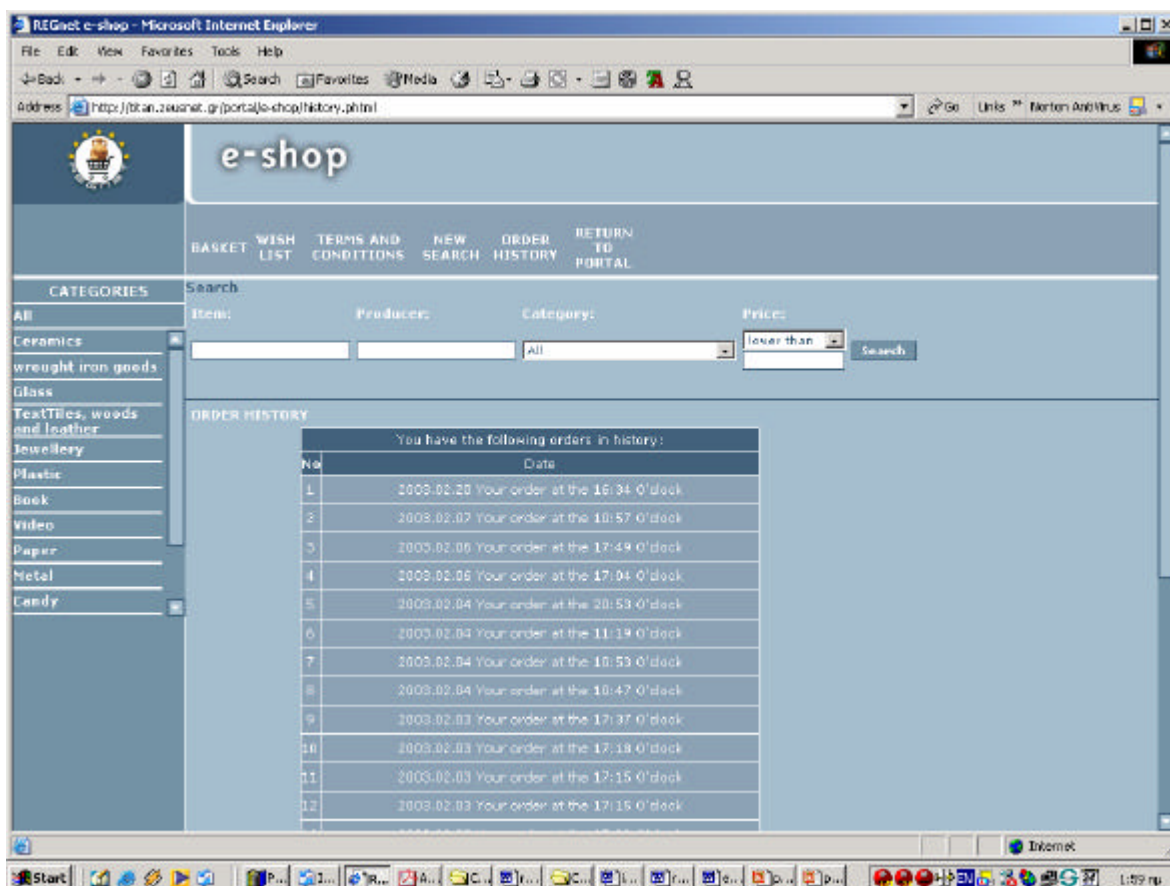 REGnet e-shop - Microsoft Internet Explorer
File Edit View Favorites Tools Help
Back Search Favorites Media
Address http://titan.zeusnet.gr/portal/e-shop/history.phtml Go Links Norton AntiVirus
e-shop
BASKET WISH LIST TERMS AND CONDITIONS NEW SEARCH ORDER HISTORY RETURN TO PORTAL
CATEGORIES
All
Ceramics
wrought iron goods
Glass
TextTiles, woods
and leather
Jewellery
Plastic
Book
Video
Paper
Metal
Candy
Search
Item: Producer: Category: Price:
All lower than Search
ORDER HISTORY
You have the following orders in history:
No Date
1 Your order at the 16:34 O'clock
2 2003.02.07 Your order at the 10:57 O'clock
3 2003.02.06 Your order at the 17:49 O'clock
4 2003.02.06 Your order at the 17:04 O'clock
5 2003.02.04 Your order at the 20:53 O'clock
6 2003.02.04 Your order at the 11:19 O'clock
7 2003.02.04 Your order at the 10:53 O'clock
8 2003.02.04 Your order at the 10:47 O'clock
9 2003.02.03 Your order at the 17:37 O'clock
10 2003.02.03 Your order at the 17:18 O'clock
11 2003.02.03 Your order at the 17:15 O'clock
12 2003.02.03 Your order at the O'clock
Internet
Start P... I... R... A... C... r... C... l... r... e... p... p... EN 1:59